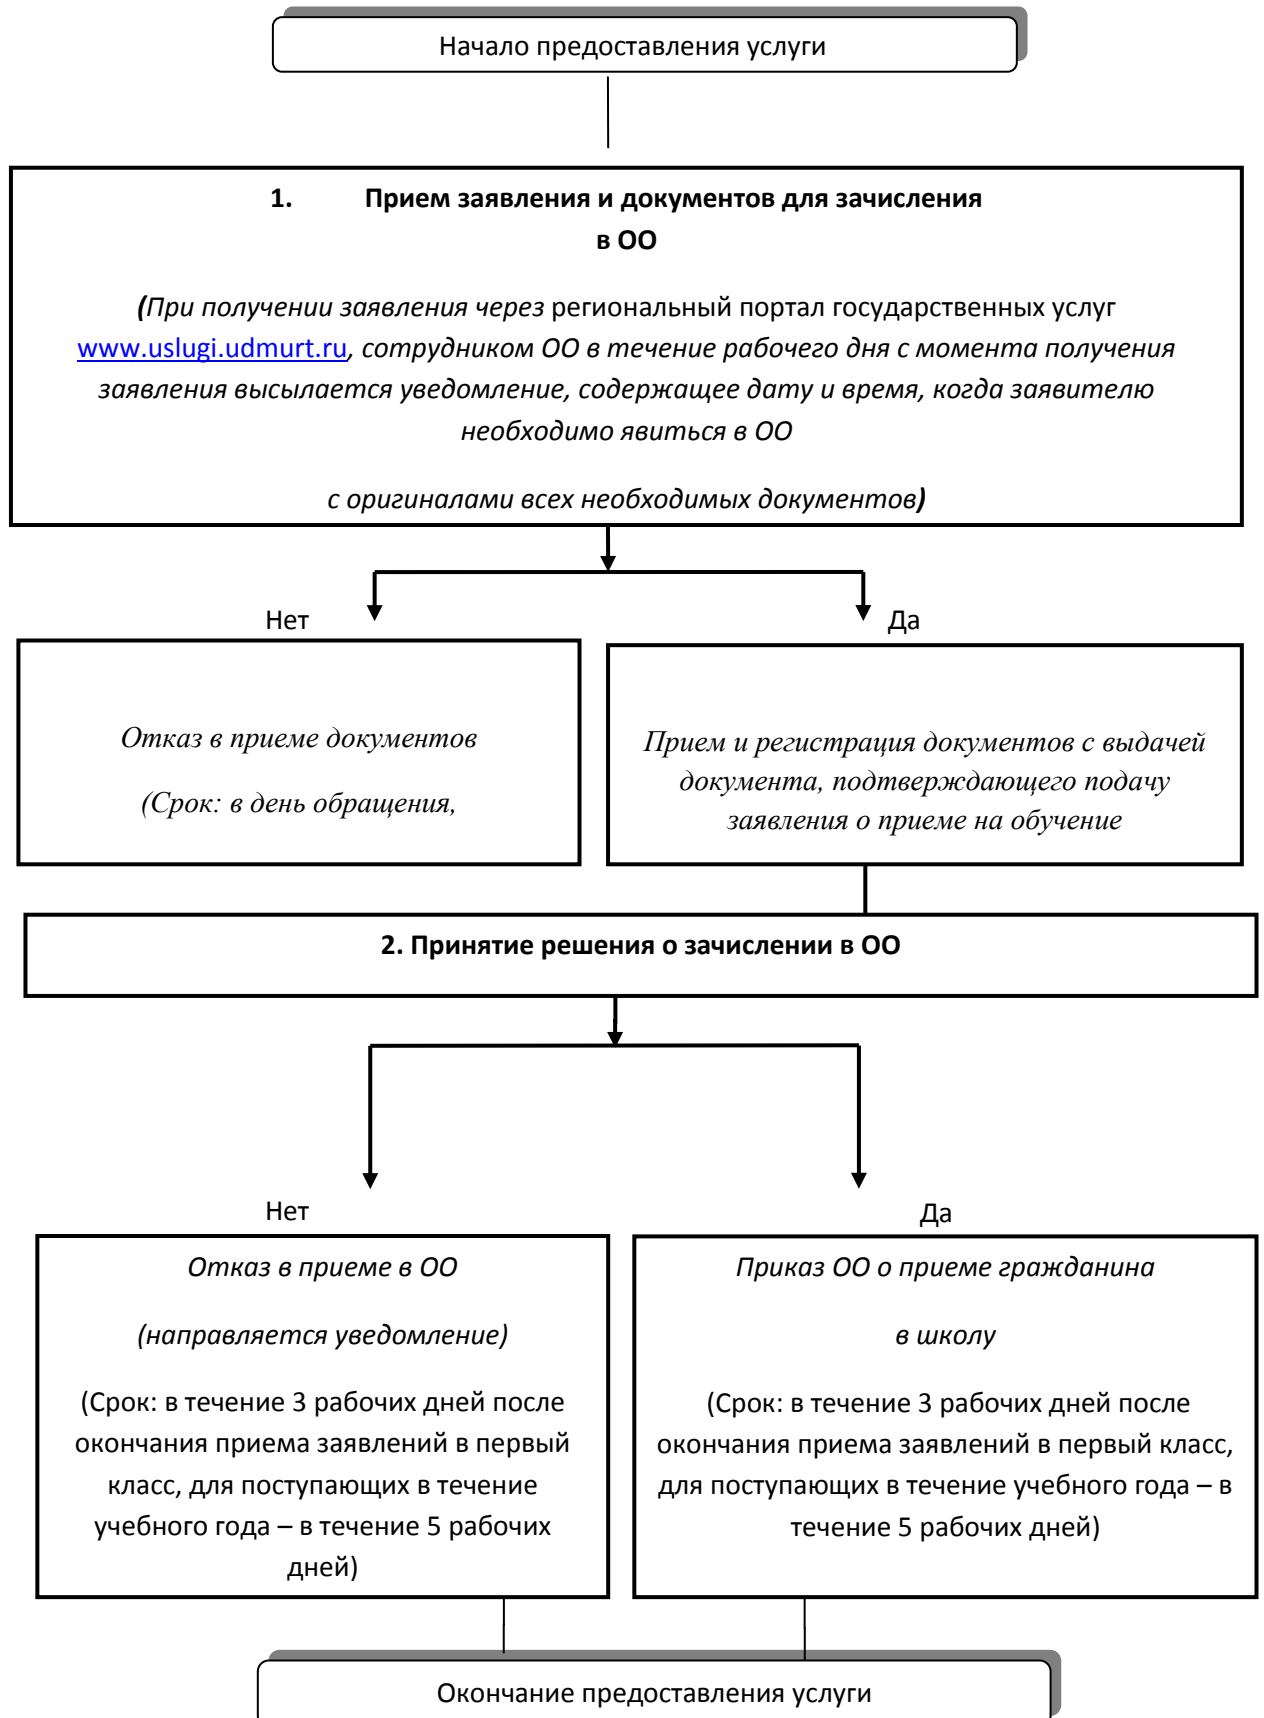 Начало предоставления услуги
1. Прием заявления и документов для зачисления
в ОО
(При получении заявления через региональный портал государственных услуг
www.uslugi.udmurt.ru, сотрудником ОО в течение рабочего дня с момента получения
заявления высылается уведомление, содержащее дату и время, когда заявителю
необходимо явиться в ОО
с оригиналами всех необходимых документов)
Нет
Да
Отказ в приеме документов
(Срок: в день обращения,
Прием и регистрация документов с выдачей
документа, подтверждающего подачу
заявления о приеме на обучение
2. Принятие решения о зачислении в ОО
Нет
Да
Отказ в приеме в ОО
(направляется уведомление)
(Срок: в течение 3 рабочих дней после
окончания приема заявлений в первый
класс, для поступающих в течение
учебного года – в течение 5 рабочих
дней)
Приказ ОО о приеме гражданина
в школу
(Срок: в течение 3 рабочих дней после
окончания приема заявлений в первый класс,
для поступающих в течение учебного года – в
течение 5 рабочих дней)
Окончание предоставления услуги